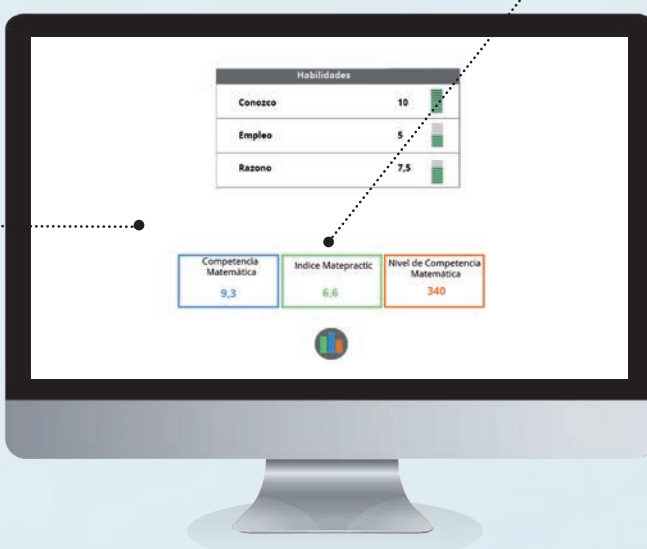 Habilidades
Conozco 10
Empleo 5
Razono 7,5
Competencia
Matemática
9,3
Indice Matepractic
6,6
Nivel de Competencia
Matemática
340